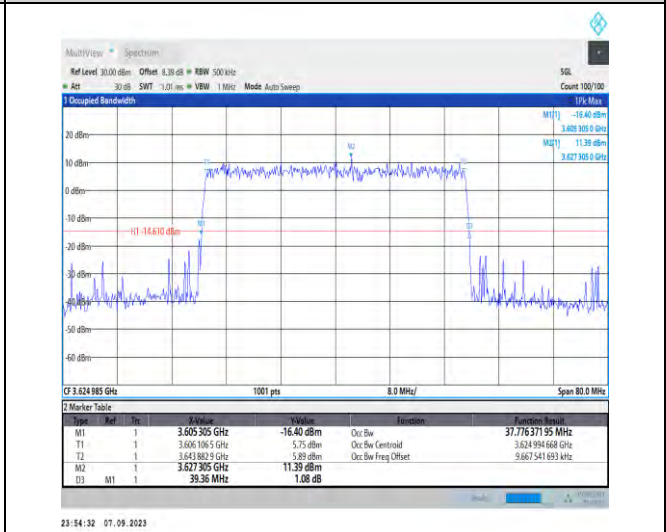 MultiView Spectrum
Ref Level 30.00 dBm Offset 8.39 dB RBW 500 kHz SGL
Att 30 dB SWT 1.01 ms VBW 1 MHz Mode Auto Sweep Count 100/100
1 Occupied Bandwidth 1Pk Max
M1[1] -16.40 dBm
3.605 305 0 GHz
M2[1] 11.39 dBm
3.627 305 0 GHz
20 dBm
M2
10 dBm
T1
0 dBm
-10 dBm
M1
H1 -14.610 dBm
D3
-20 dBm
-30 dBm
-40 dBm
-50 dBm
-60 dBm
CF 3.624 985 GHz 1001 pts 8.0 MHz/ Span 80.0 MHz
2 Marker Table
Type Ref Trc X-Value Y-Value Function Function Result
M1 1 3.605 305 GHz -16.40 dBm Occ Bw 37.776 371 95 MHz
T1 1 3.606 106 5 GHz 5.75 dBm Occ Bw Centroid 3.624 994 668 GHz
T2 1 3.643 882 9 GHz 5.89 dBm Occ Bw Freq Offset 9.667 541 693 kHz
M2 1 3.627 305 GHz 11.39 dBm
D3 M1 1 39.36 MHz 1.08 dB
23:54:32 07.09.2023